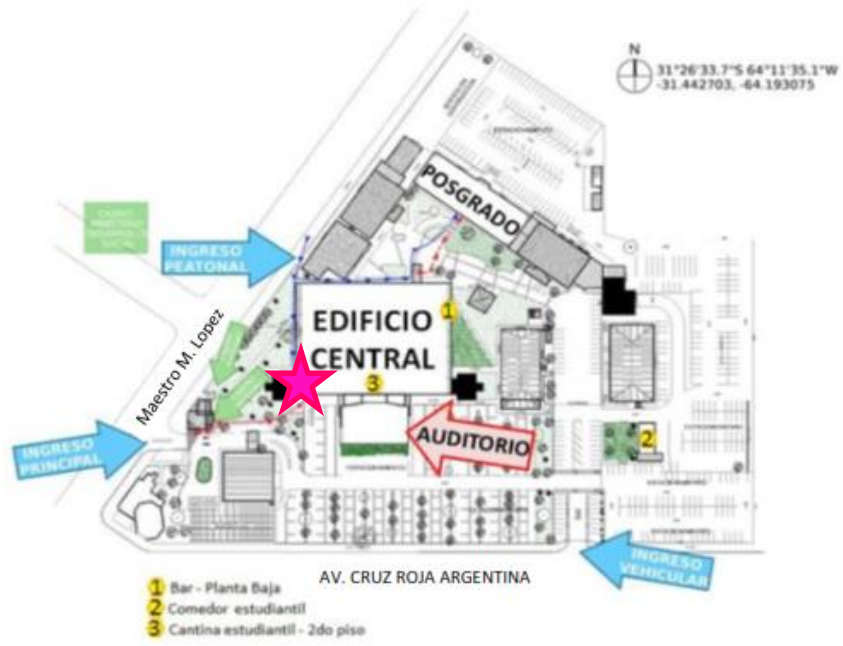 N
31°26'33.7"S 64°11'35.1"W
-31.442703, -64.193075
POSGRADO
INGRESO
PEATONAL
EDIFICIO
CENTRAL
1
3
Maestro M. Lopez
INGRESO
PRINCIPAL
AUDITORIO
2
INGRESO
VEHICULAR
AV. CRUZ ROJA ARGENTINA
1 Bar - Planta Baja
2 Comedor estudiantil
3 Cantina estudiantil - 2do piso